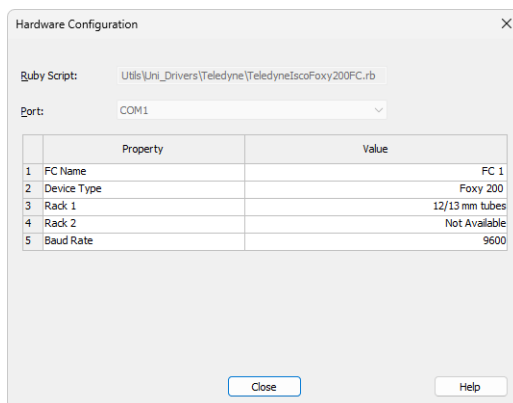 Hardware Configuration
Ruby Script: Utils\Uni_Drivers\Teledyne\TeledyneIscoFoxy200FC.rb
Port: COM1
Property Value
1 FC Name FC 1
2 Device Type Foxy 200
3 Rack 1 12/13 mm tubes
4 Rack 2 Not Available
5 Baud Rate 9600
Close Help